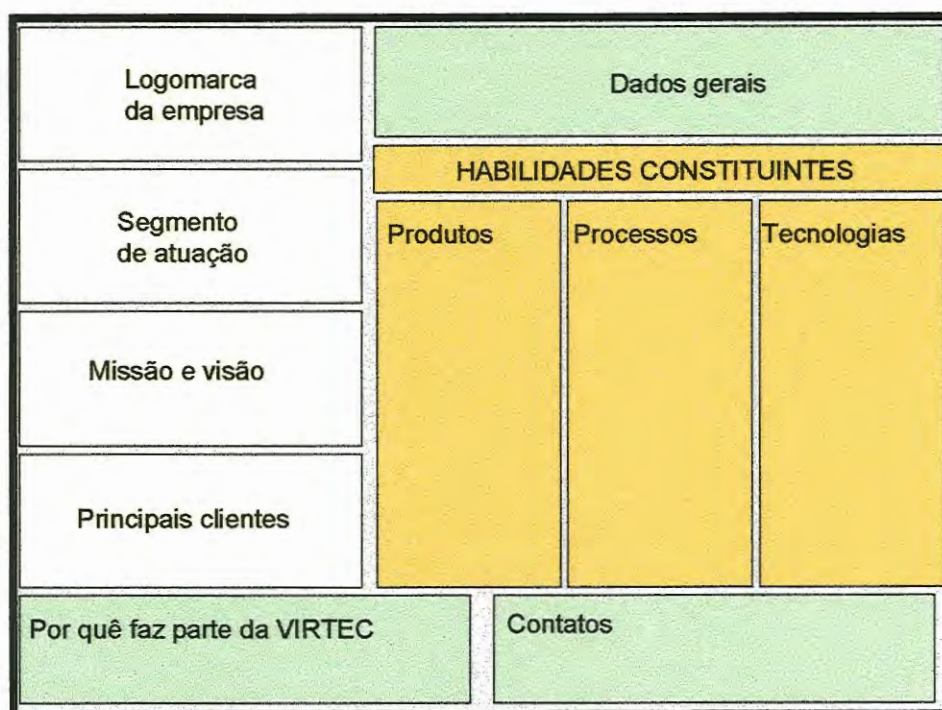 Logomarca
da empresa
Dados gerais
HABILIDADES CONSTITUINTES
Segmento
de atuação
Produtos
Processos
Tecnologias
Missão e visão
Principais clientes
Por quê faz parte da VIRTEC
Contatos